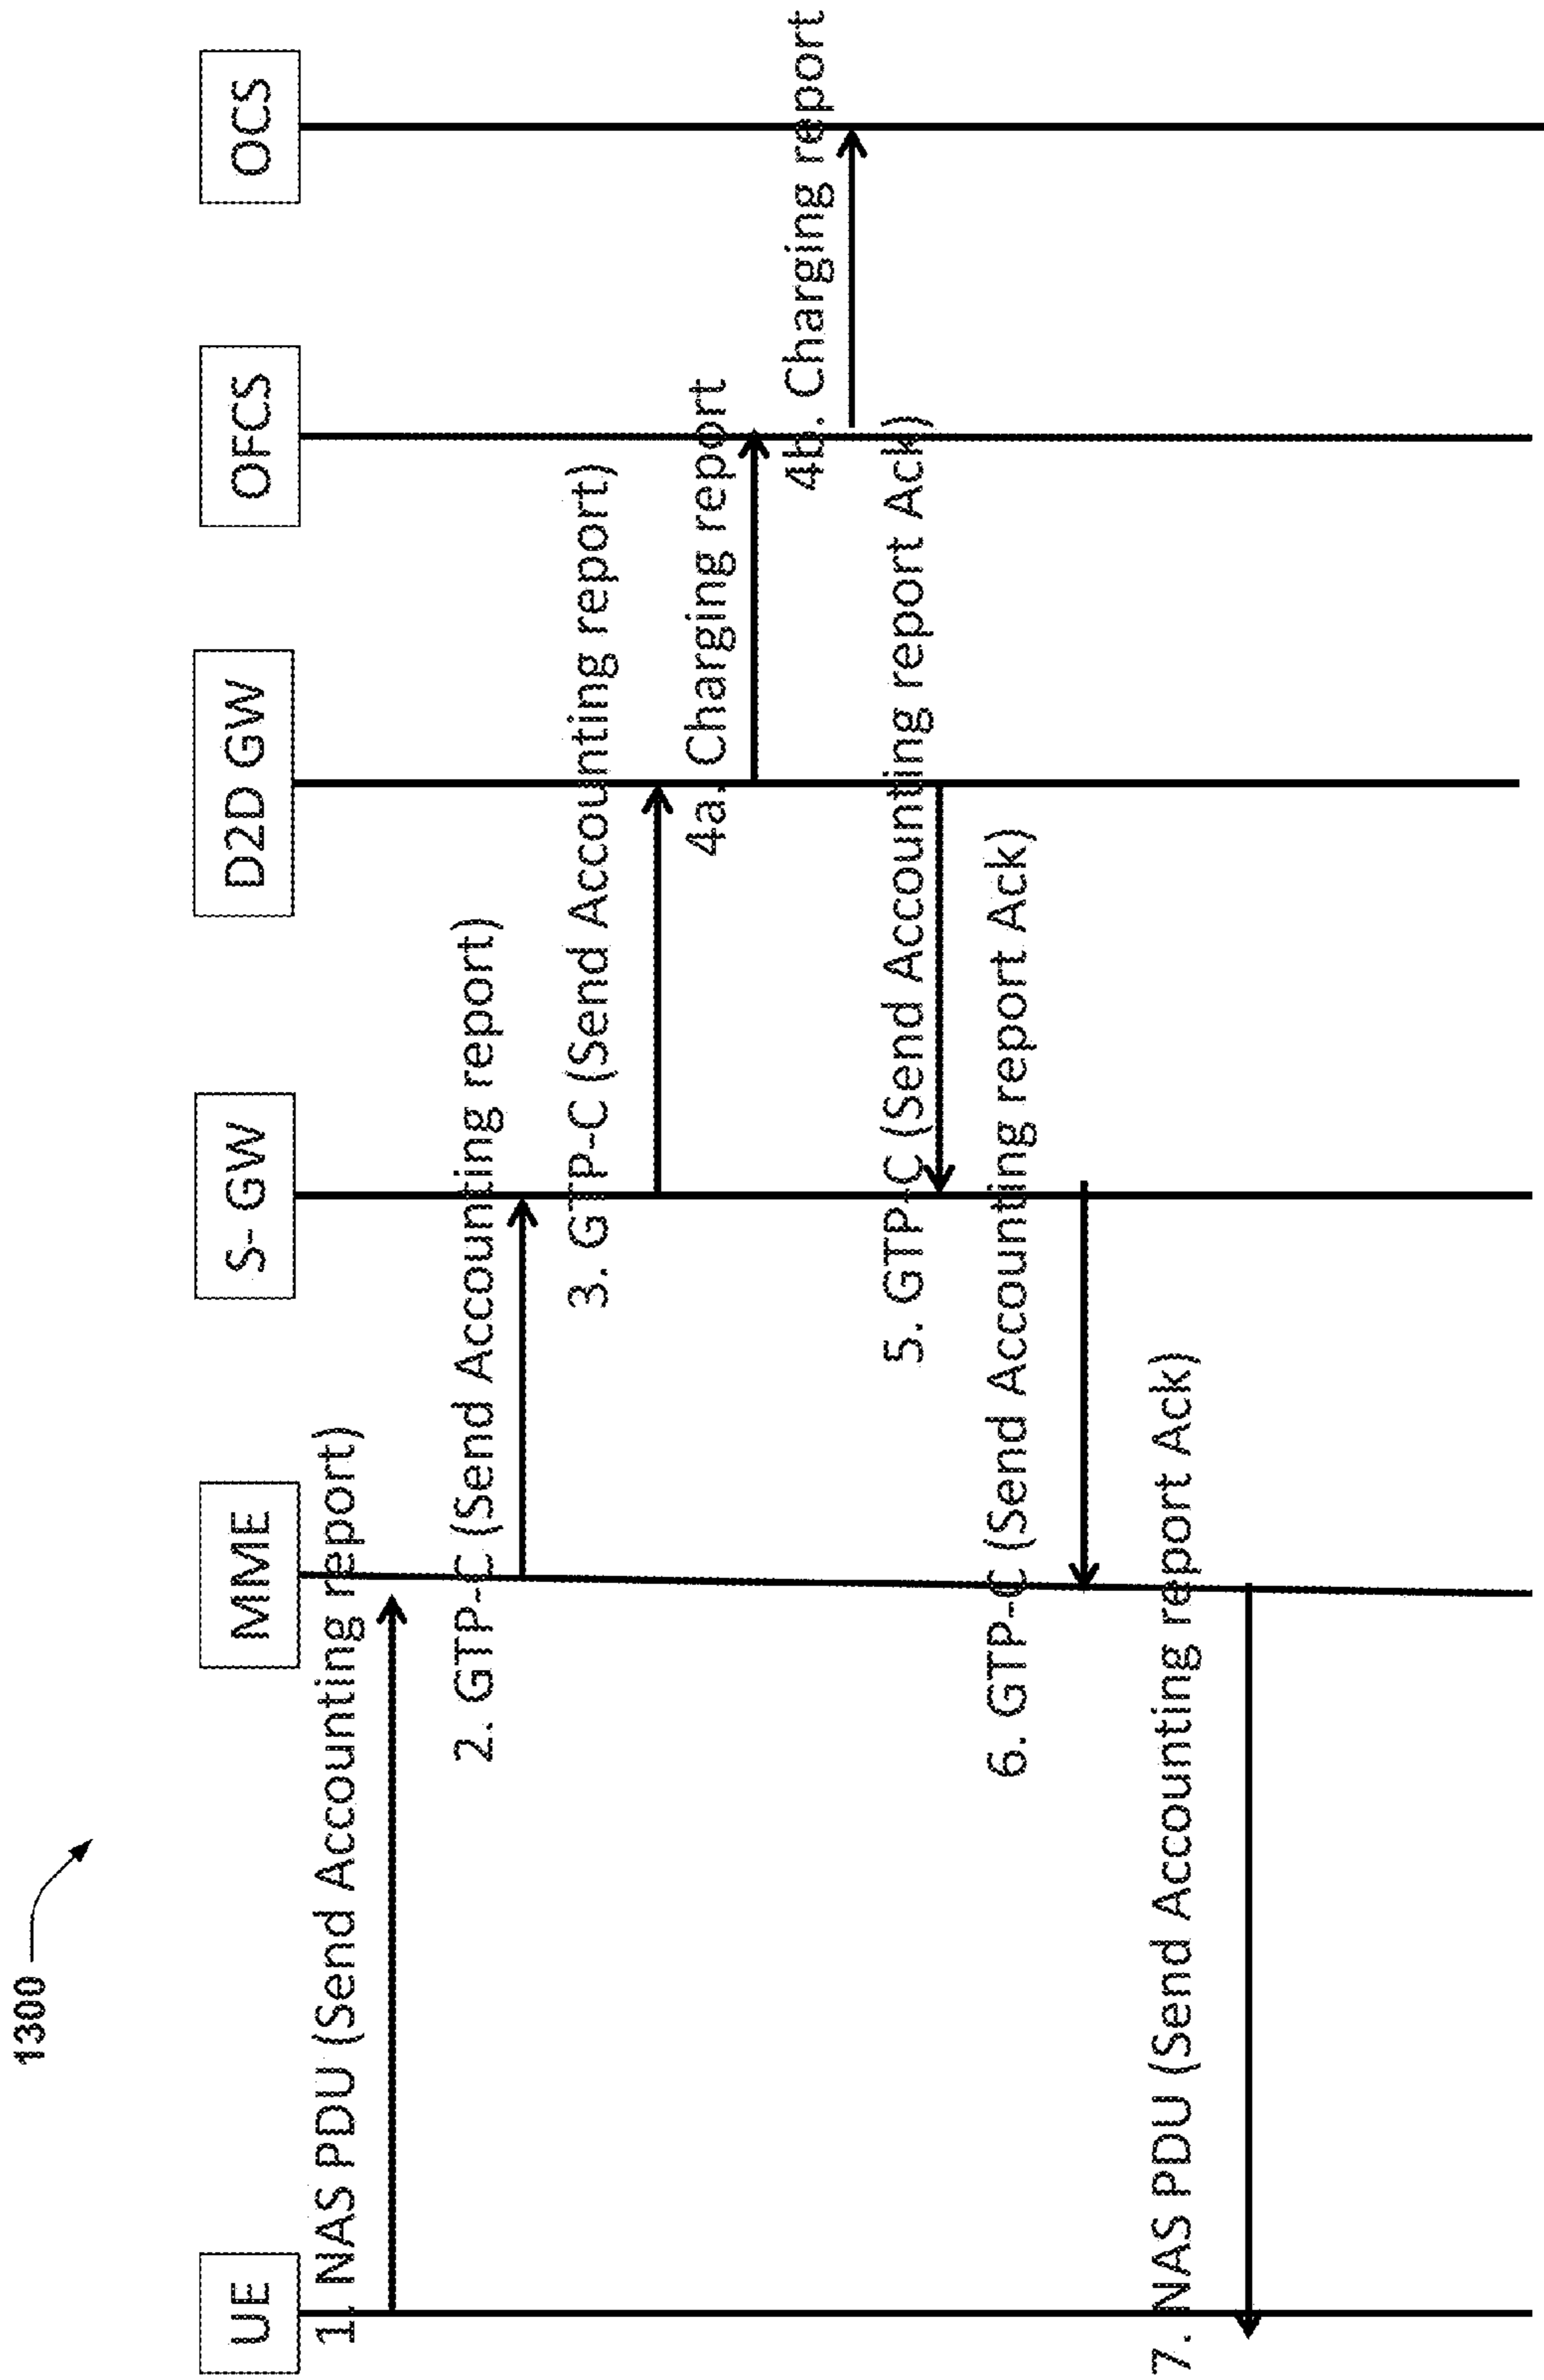 1300
UE
MME
S- GW
D2D GW
OFCS
OCS
1. NAS PDU (Send Accounting report)
2. GTP-C (Send Accounting report)
3. GTP-C (Send Accounting report)
4a. Charging report
4b. Charging report
5. GTP-C (Send Accounting report Ack)
6. GTP-C (Send Accounting report Ack)
7. NAS PDU (Send Accounting report Ack)